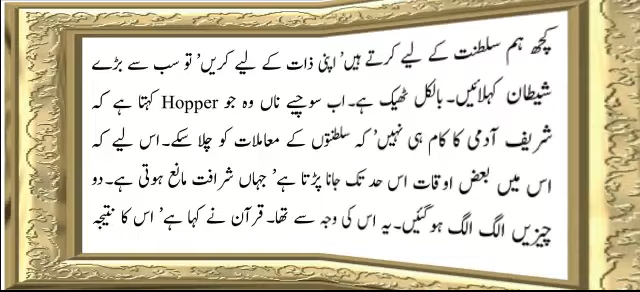 کچھ ہم سلطنت کے لیے کرتے ہیں’ اپنی ذات کے لیے کریں’ تو سب سے بڑے
شیطان کہلائیں۔ بالکل ٹھیک ہے۔ اب سوچیے ناں وہ جو Hopper کہتا ہے کہ
شریف آدمی کا کام ہی نہیں’ کہ سلطنتوں کے معاملات کو چلا سکے۔ اس لیے کہ
اس میں بعض اوقات اس حد تک جانا پڑتا ہے’ جہاں شرافت مانع ہوتی ہے۔ دو
چیزیں الگ الگ ہو گئیں۔ یہ اس کی وجہ سے تھا۔ قرآن نے کہا ہے’ اس کا نتیجہ